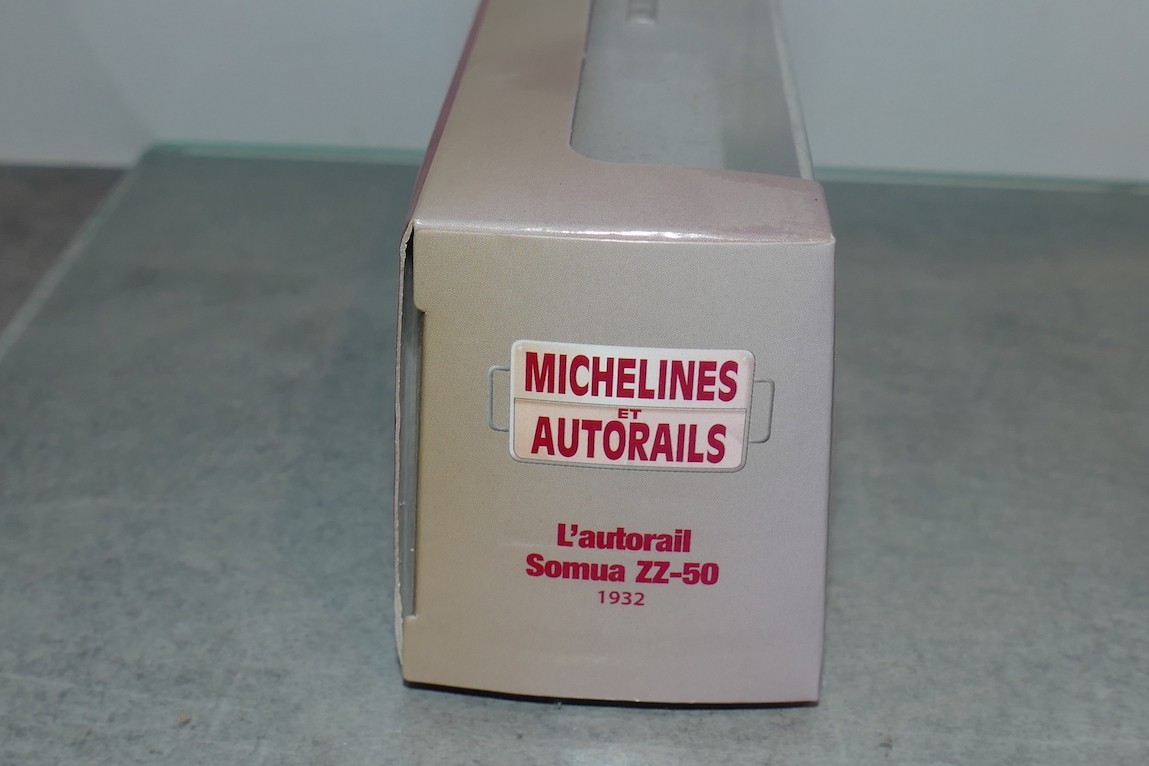 MICHELINES
ET
AUTORAILS
L'autorail
Somua ZZ-50
1932